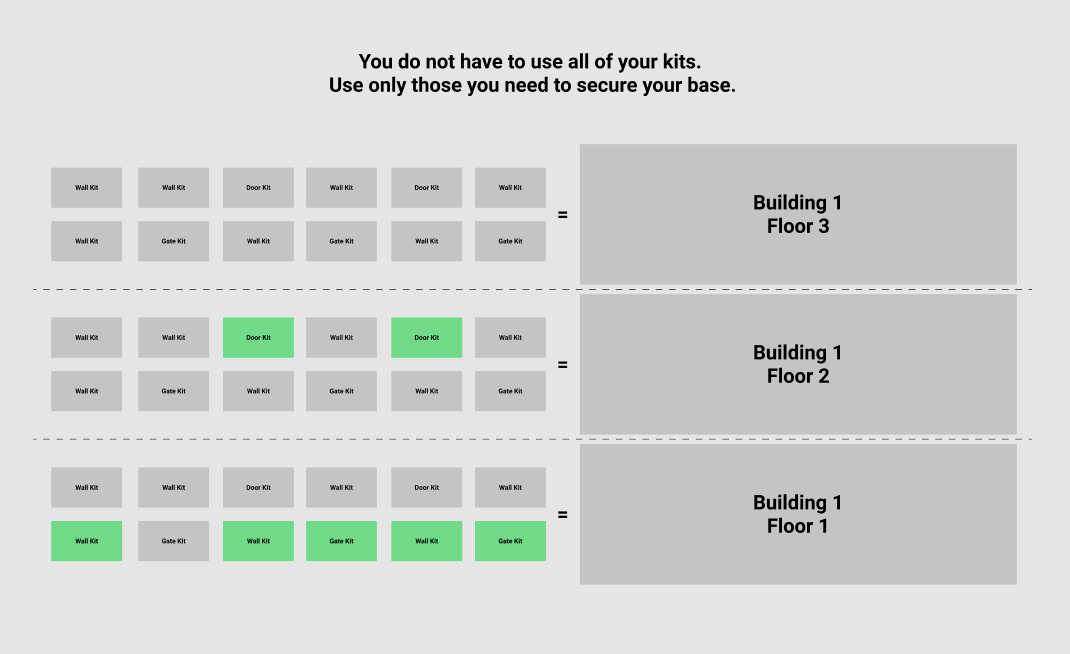 You do not have to use all of your kits.
Use only those you need to secure your base.
Wall Kit Wall Kit Door Kit Wall Kit Door Kit Wall Kit
Wall Kit Gate Kit Wall Kit Gate Kit Wall Kit Gate Kit
=
Building 1
Floor 3
Wall Kit Wall Kit Door Kit Wall Kit Door Kit Wall Kit
Wall Kit Gate Kit Wall Kit Gate Kit Wall Kit Gate Kit
=
Building 1
Floor 2
Wall Kit Wall Kit Door Kit Wall Kit Door Kit Wall Kit
Wall Kit Gate Kit Wall Kit Gate Kit Wall Kit Gate Kit
=
Building 1
Floor 1